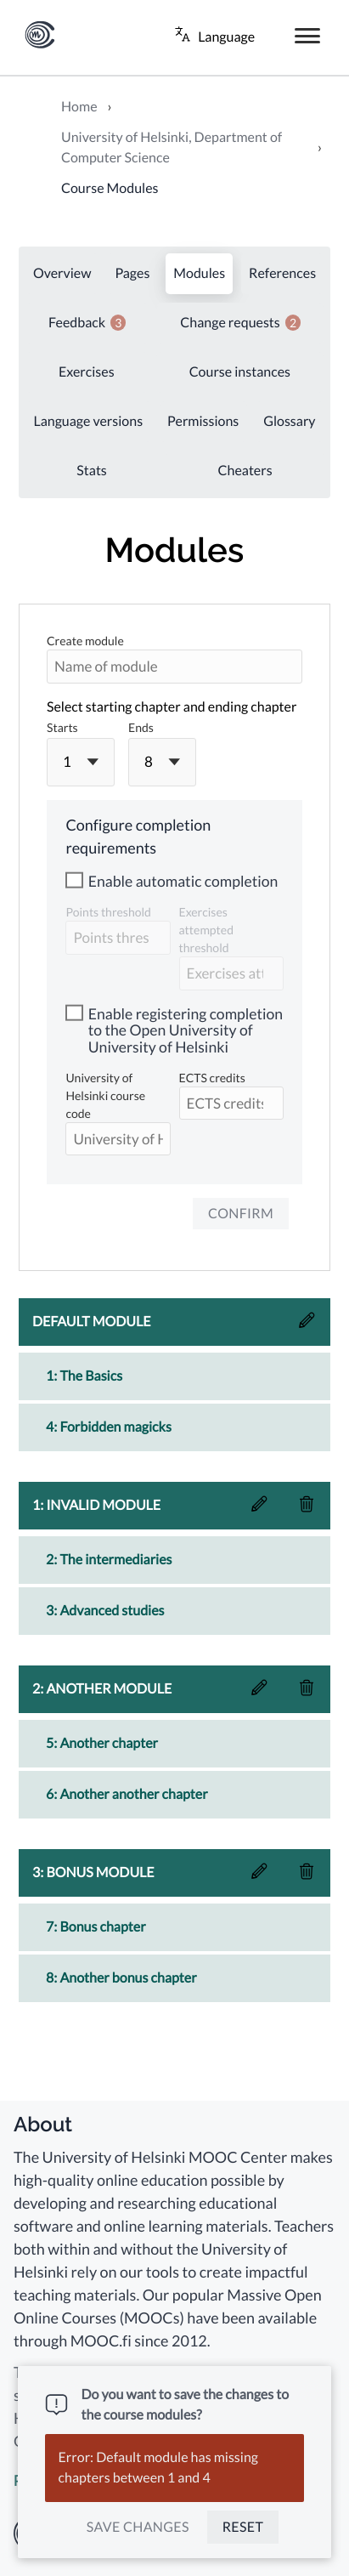 Language
Home ›
University of Helsinki, Department of
Computer Science ›
Course Modules
Overview Pages Modules References
Feedback 3 Change requests 2
Exercises Course instances
Language versions Permissions Glossary
Stats Cheaters
Modules
Create module
Name of module
Select starting chapter and ending chapter
Starts Ends
1 8
Configure completion
requirements
Enable automatic completion
Points threshold
Points thres
Exercises
attempted
threshold
Exercises att
Enable registering completion
to the Open University of
University of Helsinki
University of
Helsinki course
code
University of H
ECTS credits
ECTS credits
CONFIRM
DEFAULT MODULE
1: The Basics
4: Forbidden magicks
1: INVALID MODULE
2: The intermediaries
3: Advanced studies
2: ANOTHER MODULE
5: Another chapter
6: Another another chapter
3: BONUS MODULE
7: Bonus chapter
8: Another bonus chapter
About
The University of Helsinki MOOC Center makes
high-quality online education possible by
developing and researching educational
software and online learning materials. Teachers
both within and without the University of
Helsinki rely on our tools to create impactful
teaching materials. Our popular Massive Open
Online Courses (MOOCs) have been available
through MOOC.fi since 2012.
Do you want to save the changes to
the course modules?
Error: Default module has missing
chapters between 1 and 4
SAVE CHANGES RESET